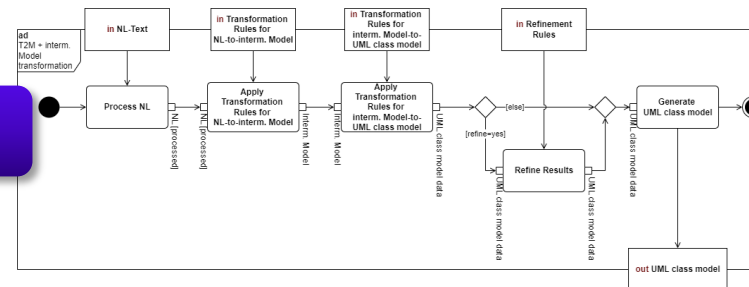 ad
T2M + interm.
Model
transformation
in NL-Text
in Transformation
Rules for
NL-to-interm. Model
in Transformation
Rules for
interm. Model-to-
UML class model
in Refinement
Rules
Process NL
NL [processed]
NL [processed]
Apply
Transformation
Rules for
NL-to-interm. Model
Interm. Model
Interm. Model
Apply
Transformation
Rules for
interm. Model-to-
UML class model
UML class model data
[else]
[refine=yes]
UML class model data
Refine Results
UML class model data
UML class model data
Generate
UML class model
out UML class model